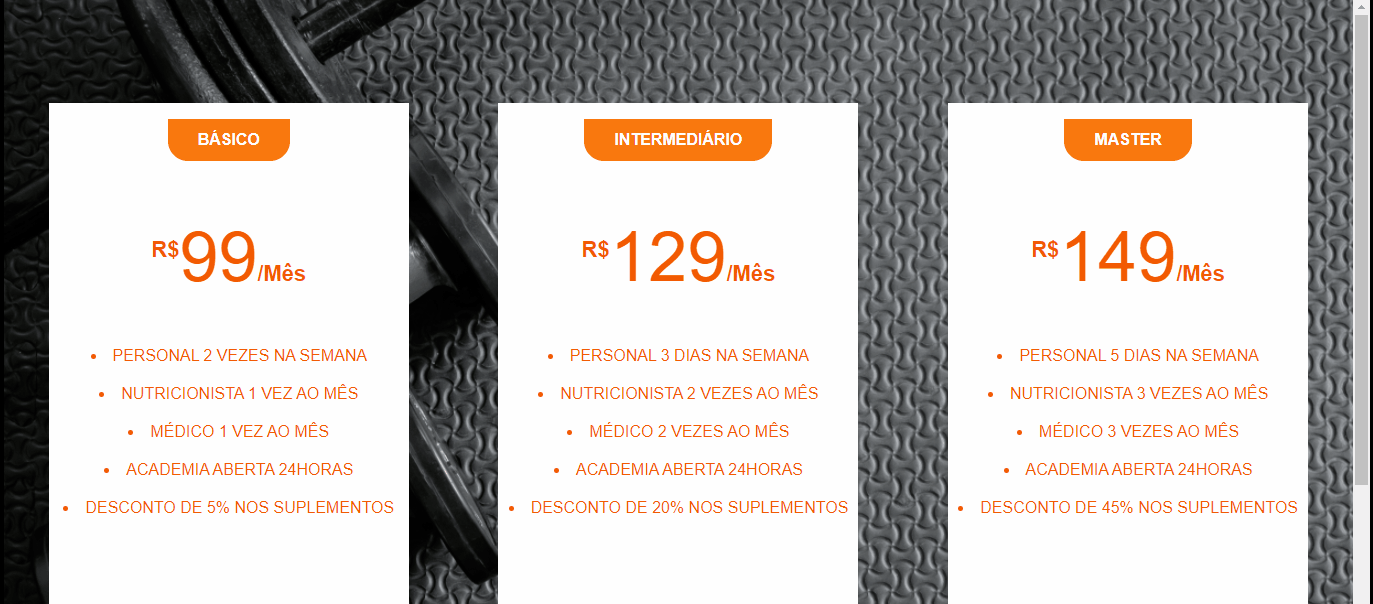 BÁSICO
R$99/Mês
• PERSONAL 2 VEZES NA SEMANA
• NUTRICIONISTA 1 VEZ AO MÊS
• MÉDICO 1 VEZ AO MÊS
• ACADEMIA ABERTA 24HORAS
• DESCONTO DE 5% NOS SUPLEMENTOS
INTERMEDIÁRIO
R$129/Mês
• PERSONAL 3 DIAS NA SEMANA
• NUTRICIONISTA 2 VEZES AO MÊS
• MÉDICO 2 VEZES AO MÊS
• ACADEMIA ABERTA 24HORAS
• DESCONTO DE 20% NOS SUPLEMENTOS
MASTER
R$149/Mês
• PERSONAL 5 DIAS NA SEMANA
• NUTRICIONISTA 3 VEZES AO MÊS
• MÉDICO 3 VEZES AO MÊS
• ACADEMIA ABERTA 24HORAS
• DESCONTO DE 45% NOS SUPLEMENTOS